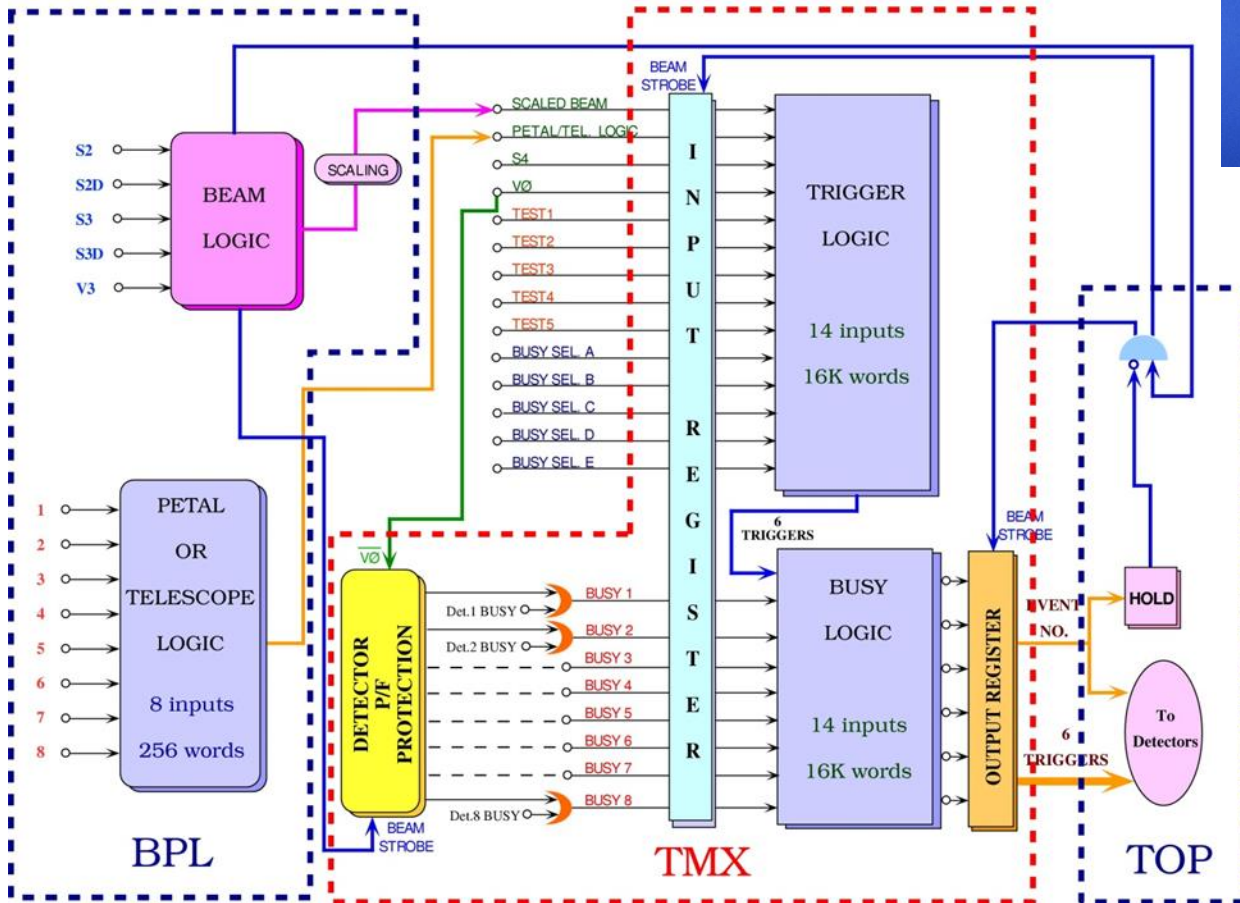 S2
S2D
S3
S3D
V3
BEAM
LOGIC
SCALING
1
2
3
4
5
6
7
8
PETAL
OR
TELESCOPE
LOGIC
8 inputs
256 words
BPL
SCALED BEAM
PETAL/TEL. LOGIC
S4
VØ
TEST1
TEST2
TEST3
TEST4
TEST5
BUSY SEL. A
BUSY SEL. B
BUSY SEL. C
BUSY SEL. D
BUSY SEL. E
BEAM
STROBE
INPUT REGISTER
TRIGGER
LOGIC
14 inputs
16K words
6
TRIGGERS
VØ
DETECTOR
P/F
PROTECTION
BEAM
STROBE
Det.1 BUSY
Det.2 BUSY
Det.8 BUSY
BUSY 1
BUSY 2
BUSY 3
BUSY 4
BUSY 5
BUSY 6
BUSY 7
BUSY 8
BUSY
LOGIC
14 inputs
16K words
BEAM
STROBE
OUTPUT REGISTER
EVENT
NO.
6
TRIGGERS
TMX
HOLD
To
Detectors
TOP